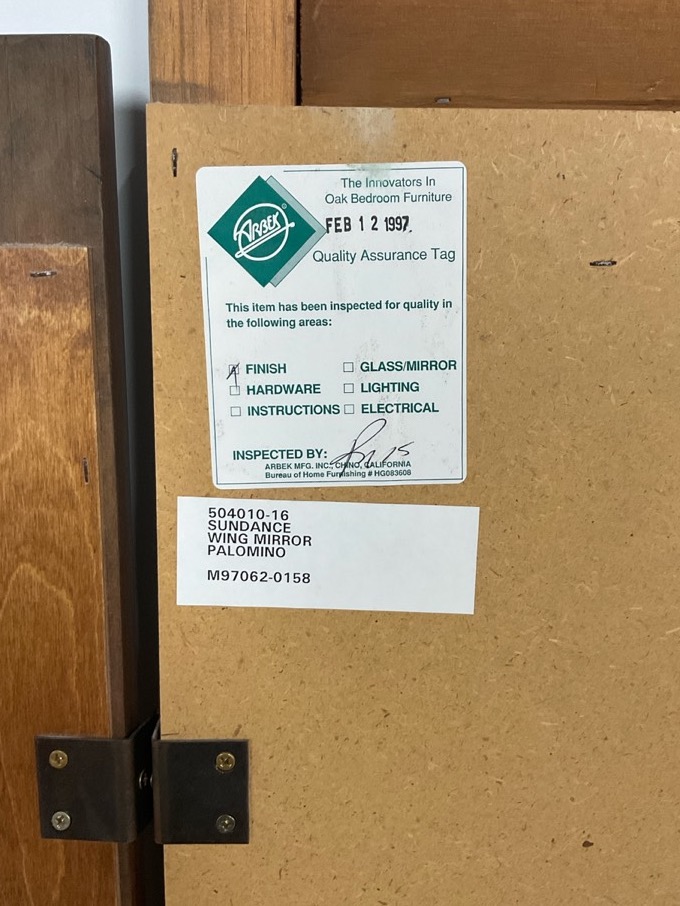 The Innovators In
Oak Bedroom Furniture
ARBEK ®
FEB 12 1997
Quality Assurance Tag
This item has been inspected for quality in
the following areas:
FINISH
GLASS/MIRROR
HARDWARE
LIGHTING
INSTRUCTIONS
ELECTRICAL
INSPECTED BY:
ARBEK MFG. INC., CHINO, CALIFORNIA
Bureau of Home Furnishing # HG083608
504010-16
SUNDANCE
WING MIRROR
PALOMINO
M97062-0158